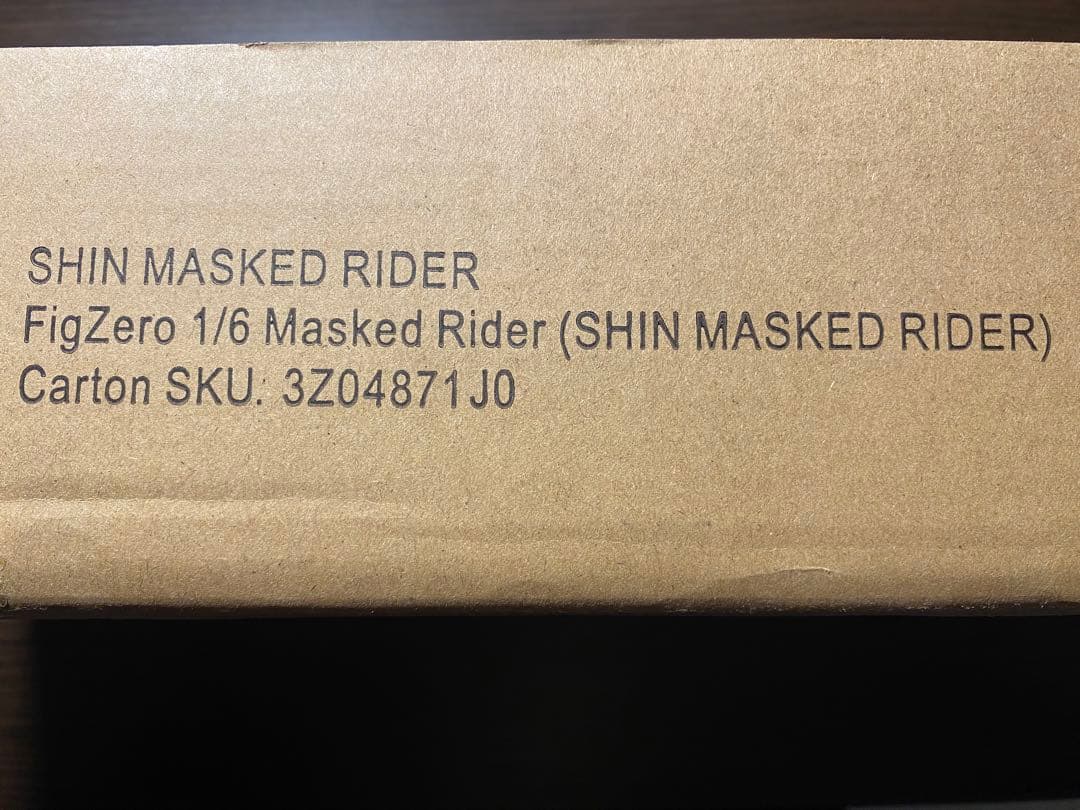 SHIN MASKED RIDER
FigZero 1/6 Masked Rider (SHIN MASKED RIDER)
Carton SKU: 3Z04871J0